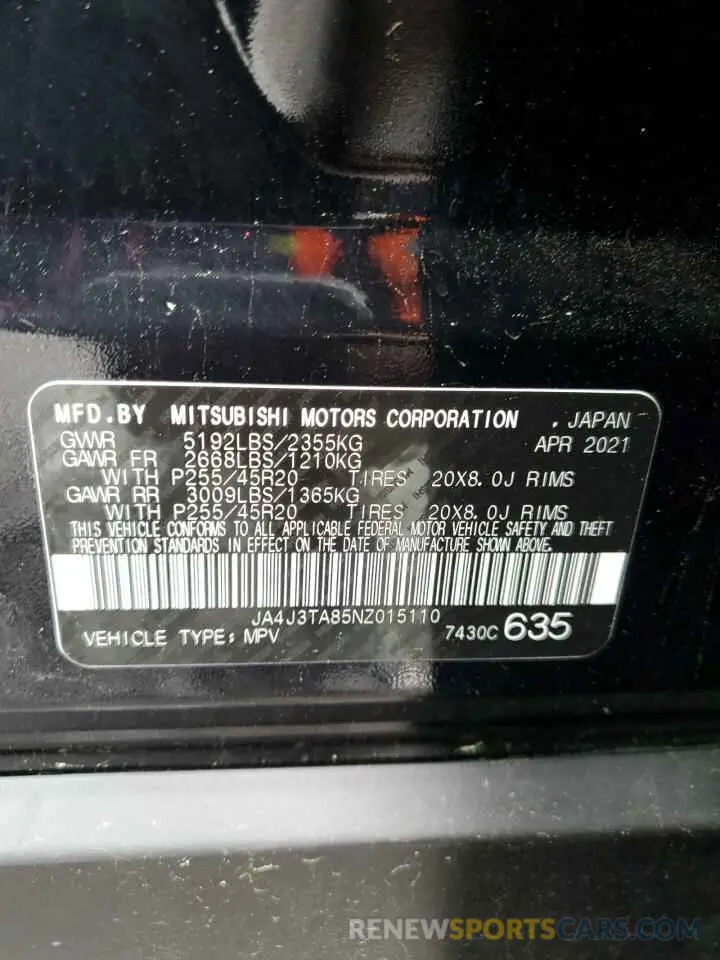 MFD.BY MITSUBISHI MOTORS CORPORATION , JAPAN
GVWR 5192LBS/2355KG APR 2021
GAWR FR 2668LBS/1210KG
WITH P255/45R20 TIRES 20X8.0J RIMS
GAWR RR 3009LBS/1365KG
WITH P255/45R20 TIRES 20X8.0J RIMS
THIS VEHICLE CONFORMS TO ALL APPLICABLE FEDERAL MOTOR VEHICLE SAFETY AND THEFT
PREVENTION STANDARDS IN EFFECT ON THE DATE OF MANUFACTURE SHOWN ABOVE.
JA4J3TA85NZ015110
VEHICLE TYPE: MPV 7430C 635
RENEWSPORTSCARS.COM